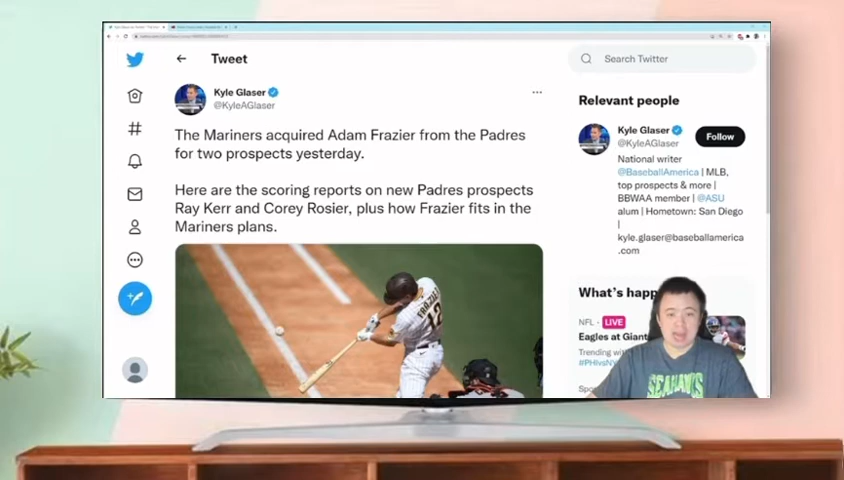 Tweet
Search Twitter
Kyle Glaser
@KyleAGlaser
The Mariners acquired Adam Frazier from the Padres
for two prospects yesterday.
Here are the scoring reports on new Padres prospects
Ray Kerr and Corey Rosier, plus how Frazier fits in the
Mariners plans.
FRAZIER
12
Relevant people
Kyle Glaser
@KyleAGlaser
Follow
National writer
@BaseballAmerica | MLB,
top prospects & more |
BBWAA member | @ASU
alum | Hometown: San Diego
|
kyle.glaser@baseballamerica
.com
What's happ
NFL · LIVE
Eagles at Giant
Trending wit
#PHIvsNY
Spo
SEAHAWKS